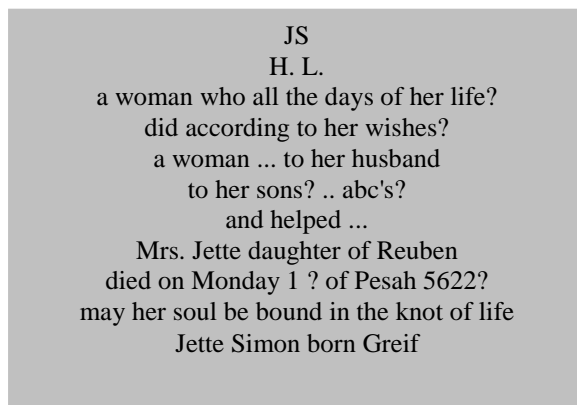 JS
H. L.
a woman who all the days of her life?
did according to her wishes?
a woman ... to her husband
to her sons? .. abc's?
and helped ...
Mrs. Jette daughter of Reuben
died on Monday 1 ? of Pesah 5622?
may her soul be bound in the knot of life
Jette Simon born Greif